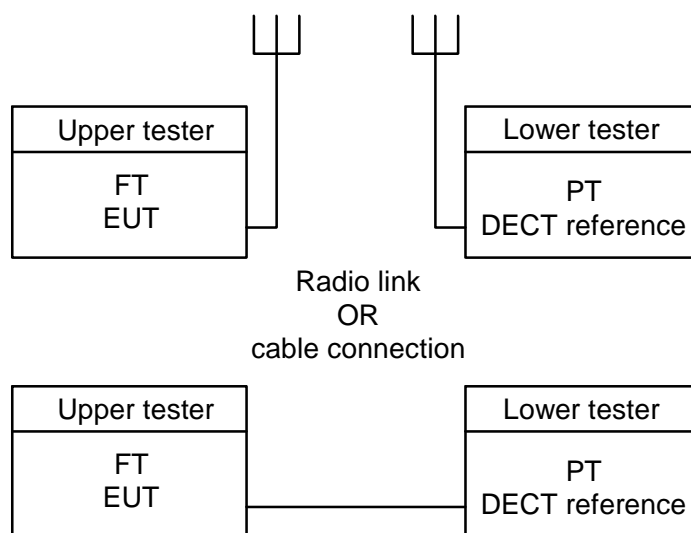 Upper tester
FT
EUT
Lower tester
PT
DECT reference
Radio link
OR
cable connection
Upper tester
FT
EUT
Lower tester
PT
DECT reference